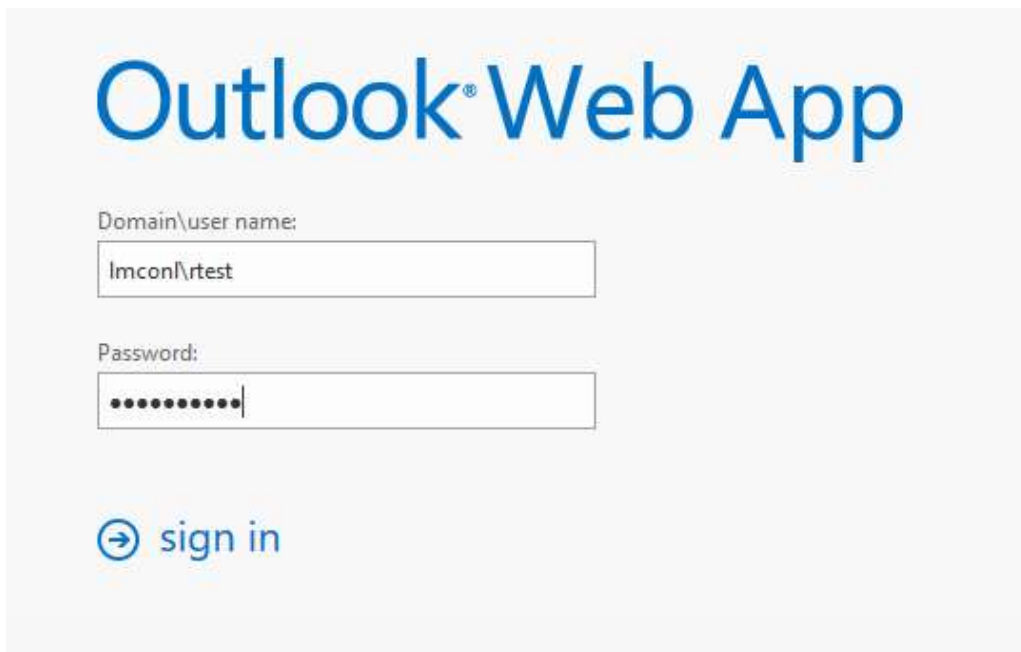 Outlook® Web App
Domain\user name:
lmconl\rtest
Password:
••••••••••
sign in